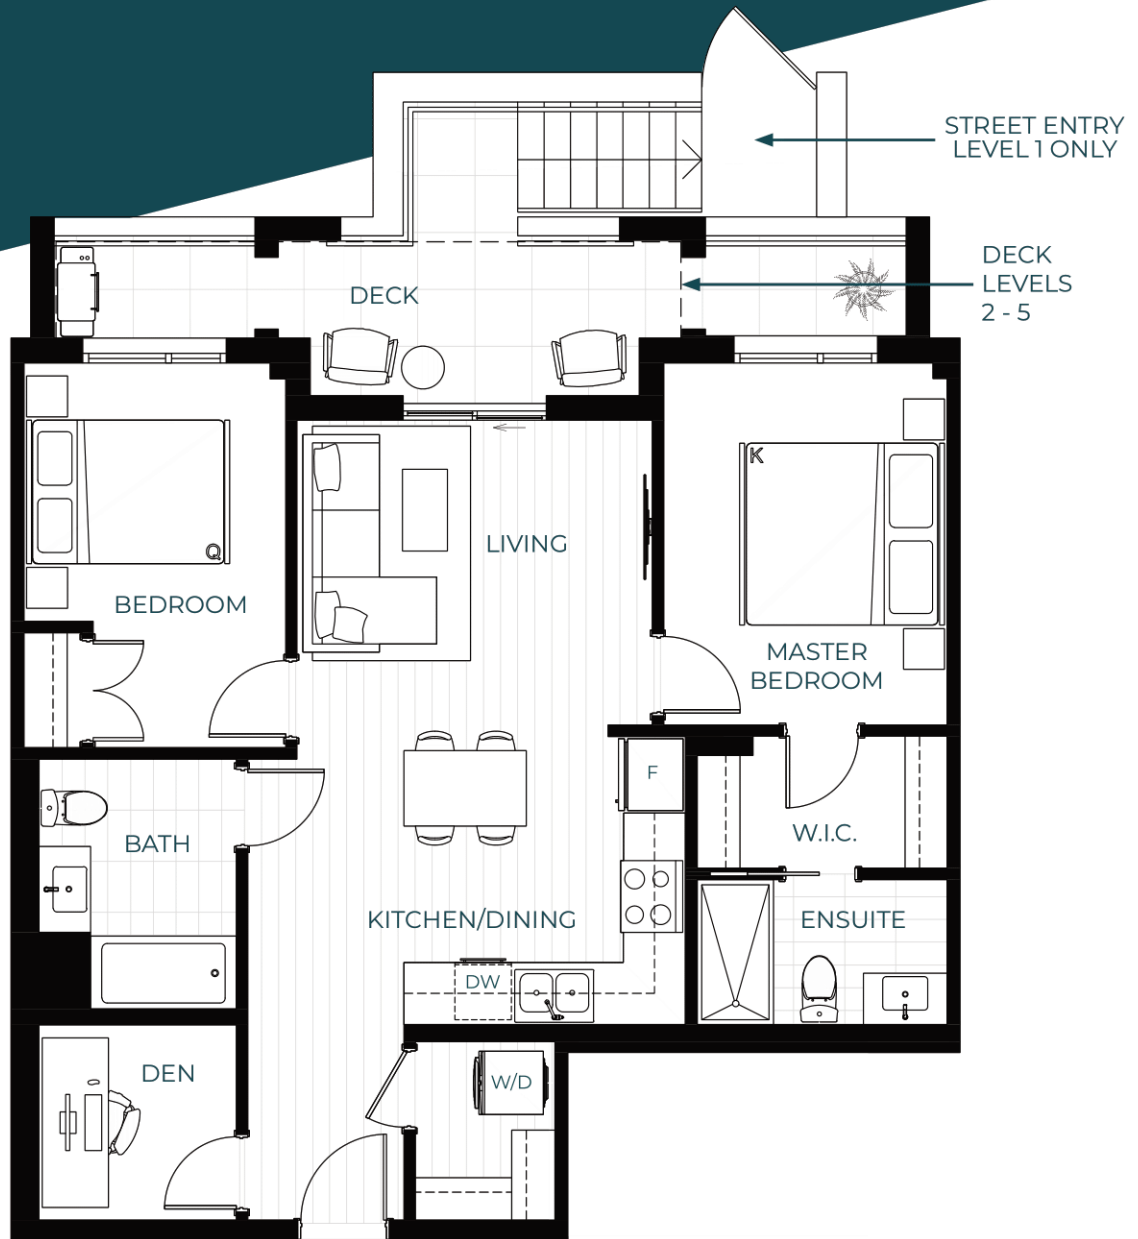 STREET ENTRY
LEVEL 1 ONLY
DECK
LEVELS
2 - 5
DECK
K
LIVING
Q
BEDROOM
MASTER
BEDROOM
F
W.I.C.
BATH
KITCHEN/DINING
ENSUITE
DW
DEN
W/D